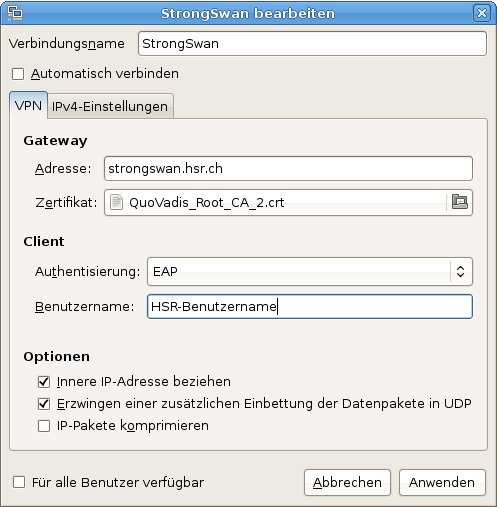 StrongSwan bearbeiten
Verbindungsname StrongSwan
Automatisch verbinden
VPN IPv4-Einstellungen
Gateway
Adresse: strongswan.hsr.ch
Zertifikat: QuoVadis_Root_CA_2.crt
Client
Authentisierung: EAP
Benutzername: HSR-Benutzername
Optionen
Innere IP-Adresse beziehen
Erzwingen einer zusätzlichen Einbettung der Datenpakete in UDP
IP-Pakete komprimieren
Für alle Benutzer verfügbar Abbrechen Anwenden